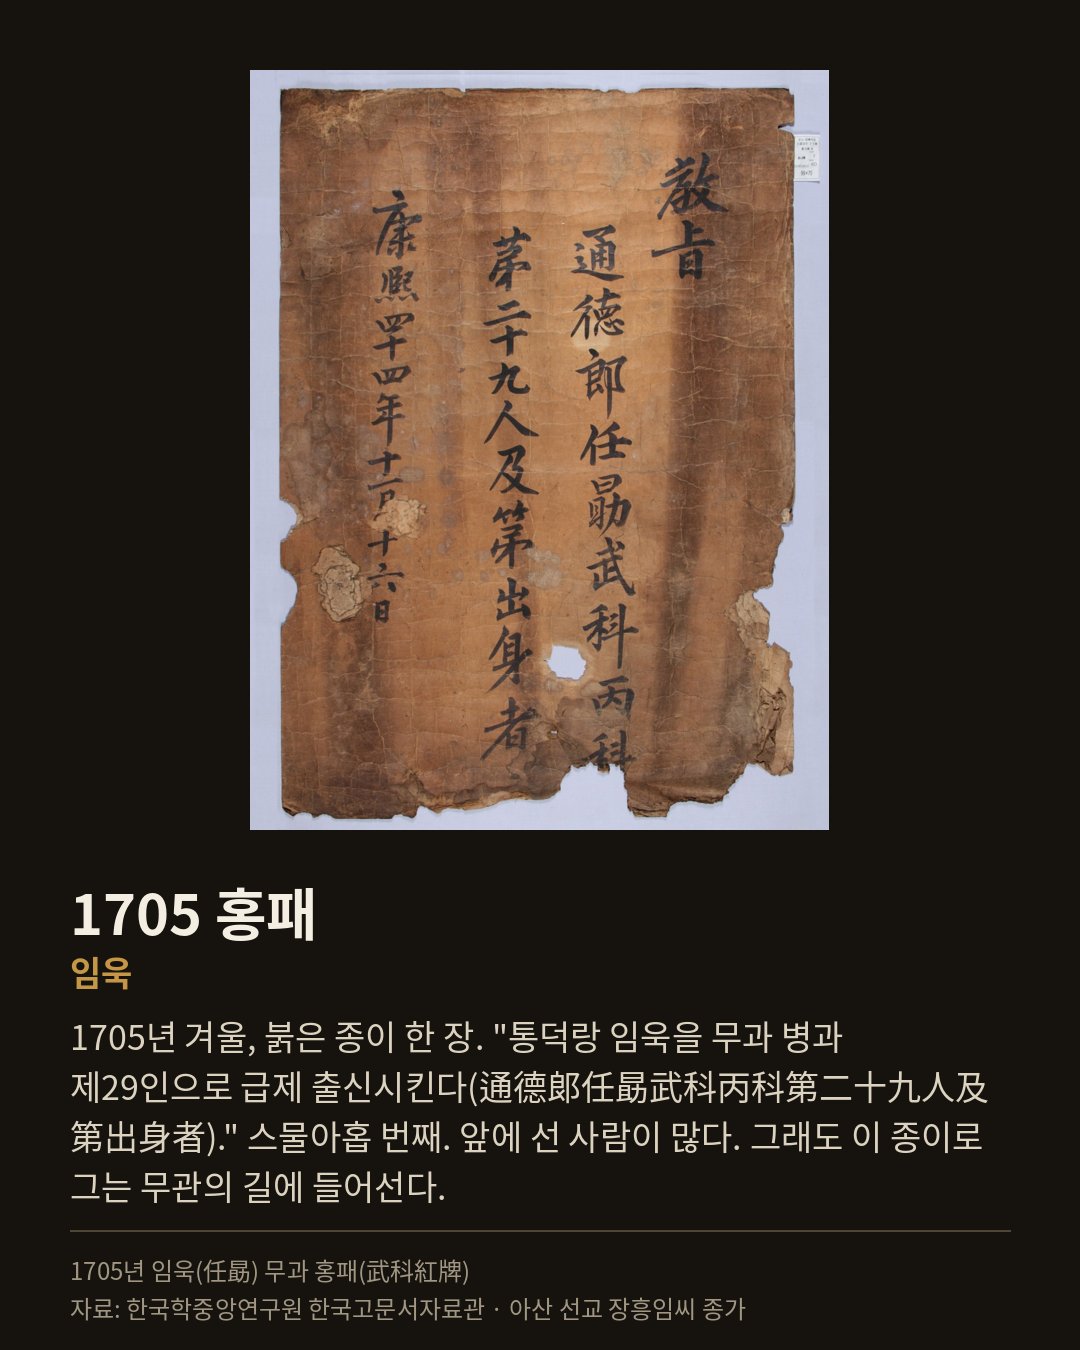 教旨
通德郎任勗武科丙科
苐二十九人及第出身者
康熙四十四年十一月十六日
1705 홍패
임욱
1705년 겨울, 붉은 종이 한 장. "통덕랑 임욱을 무과 병과
제29인으로 급제 출신시킨다(通德郞任勗武科丙科第二十九人及
第出身者)." 스물아홉 번째. 앞에 선 사람이 많다. 그래도 이 종이로
그는 무관의 길에 들어선다.
1705년 임욱(任勗) 무과 홍패(武科紅牌)
자료: 한국학중앙연구원 한국고문서자료관 · 아산 선교 장흥임씨 종가